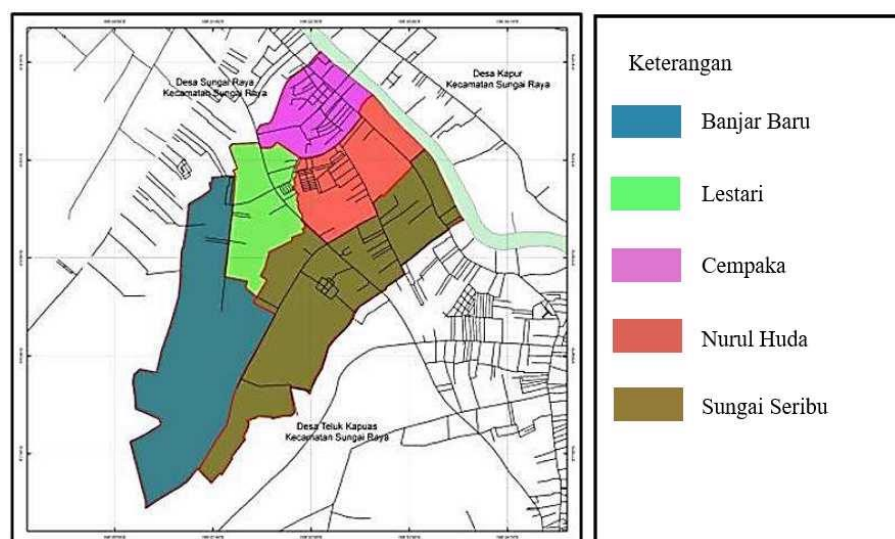 Desa Sungai Raya
Kecamatan Sungai Raya
Desa Kapur
Kecamatan Sungai Raya
Desa Teluk Kapuas
Kecamatan Sungai Raya
Keterangan
Banjar Baru
Lestari
Cempaka
Nurul Huda
Sungai Seribu